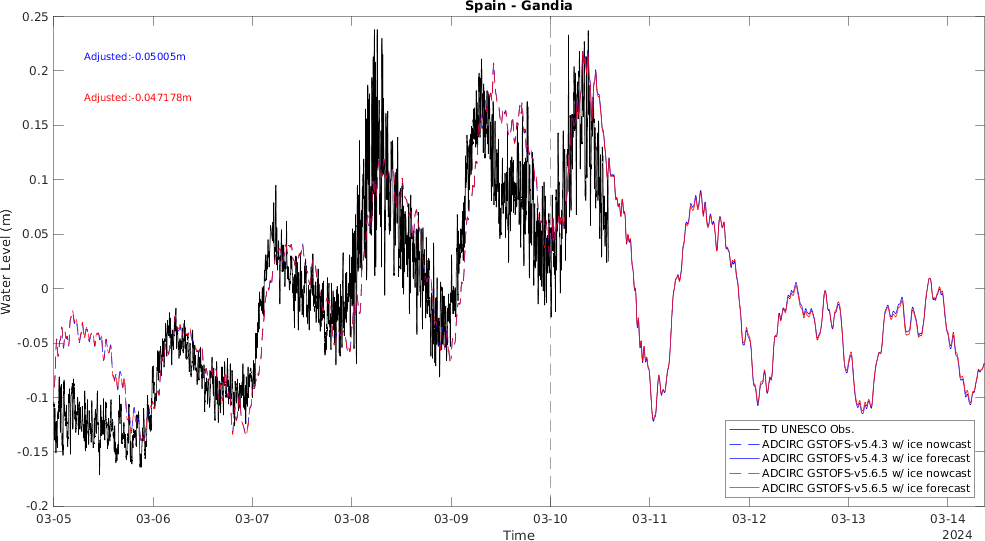 Spain - Gandia
0.25
0.2
0.15
0.1
0.05
0
-0.05
-0.1
-0.15
-0.2
Water Level (m)
Adjusted:-0.05005m
Adjusted:-0.047178m
TD UNESCO Obs.
ADCIRC GSTOFS-v5.4.3 w/ ice nowcast
ADCIRC GSTOFS-v5.4.3 w/ ice forecast
ADCIRC GSTOFS-v5.6.5 w/ ice nowcast
ADCIRC GSTOFS-v5.6.5 w/ ice forecast
03-05 03-06 03-07 03-08 03-09 03-10 03-11 03-12 03-13 03-14
Time
2024